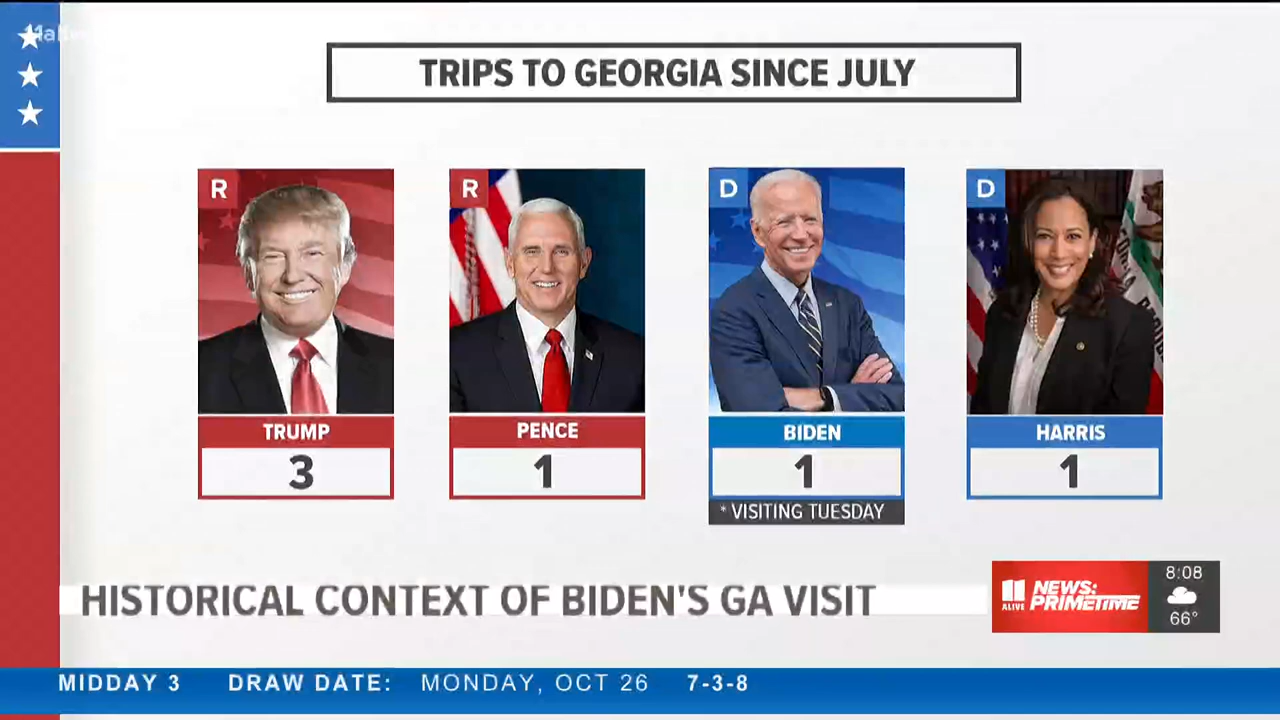 TRIPS TO GEORGIA SINCE JULY
R
R
D
D
TRUMP
PENCE
BIDEN
HARRIS
3
1
1
1
* VISITING TUESDAY
HISTORICAL CONTEXT OF BIDEN'S GA VISIT
11 ALIVE NEWS: PRIMETIME
8:08
66°
MIDDAY 3 DRAW DATE: MONDAY, OCT 26 7-3-8